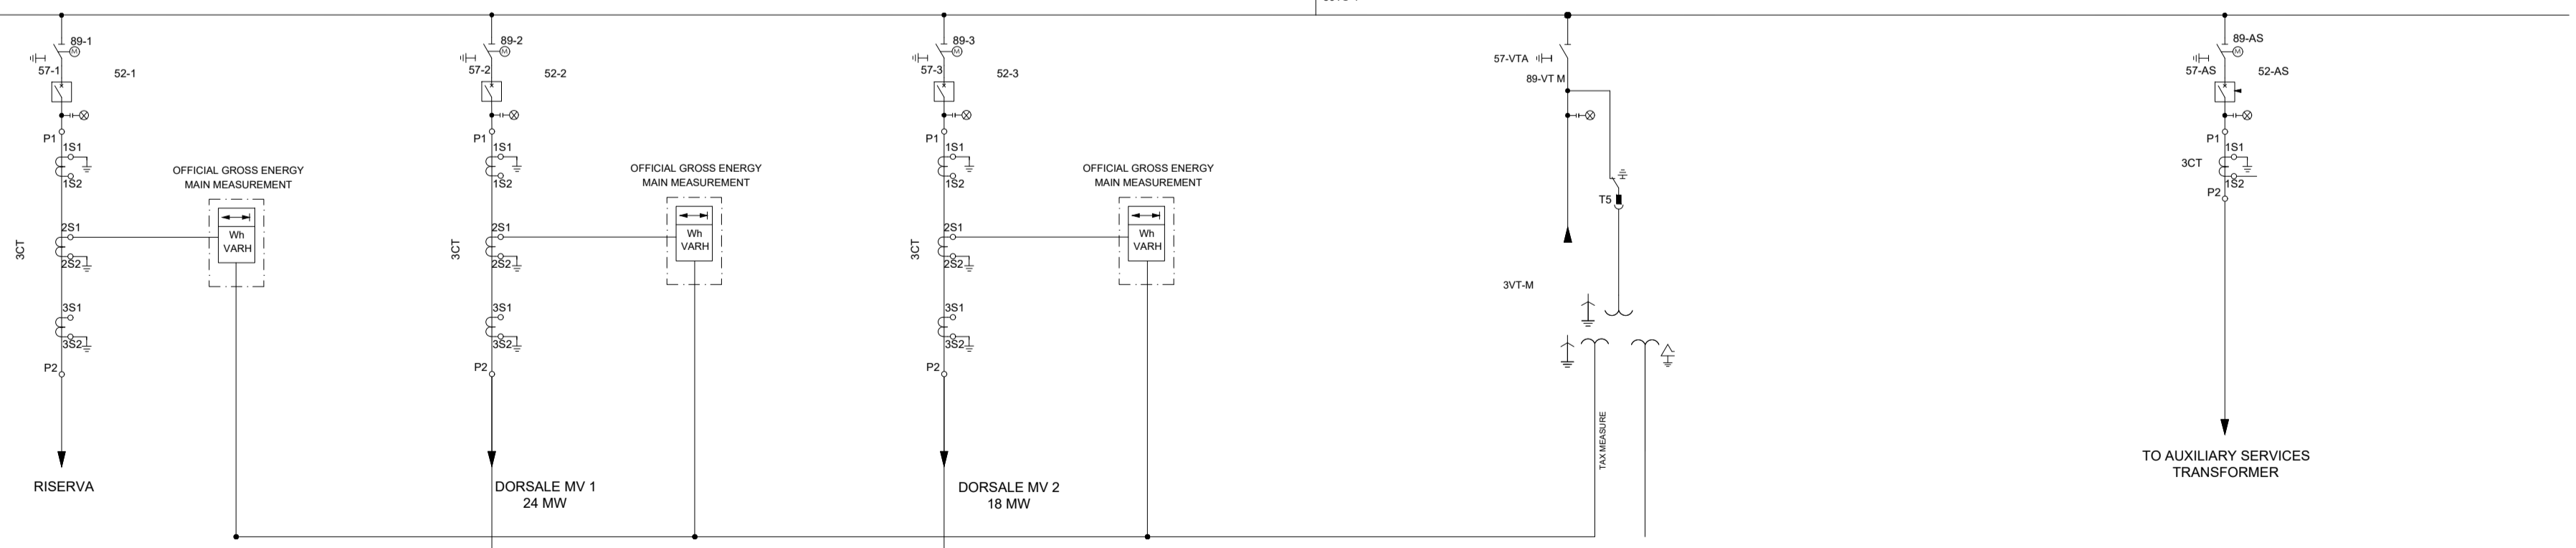 89-1
M
57-1
52-1
P1
1S1
1S2
OFFICIAL GROSS ENERGY
MAIN MEASUREMENT
2S1
Wh
VARH
3CT
2S2
3S1
3S2
P2
RISERVA
89-2
M
57-2
52-2
P1
1S1
1S2
OFFICIAL GROSS ENERGY
MAIN MEASUREMENT
2S1
Wh
VARH
3CT
2S2
3S1
3S2
P2
DORSALE MV 1
24 MW
89-3
M
57-3
52-3
P1
1S1
1S2
OFFICIAL GROSS ENERGY
MAIN MEASUREMENT
2S1
Wh
VARH
3CT
2S2
3S1
3S2
P2
DORSALE MV 2
18 MW
57-VTA
89-VT M
T5
3VT-M
TAX MEASURE
89-AS
M
57-AS
52-AS
P1
1S1
3CT
1S2
P2
TO AUXILIARY SERVICES
TRANSFORMER